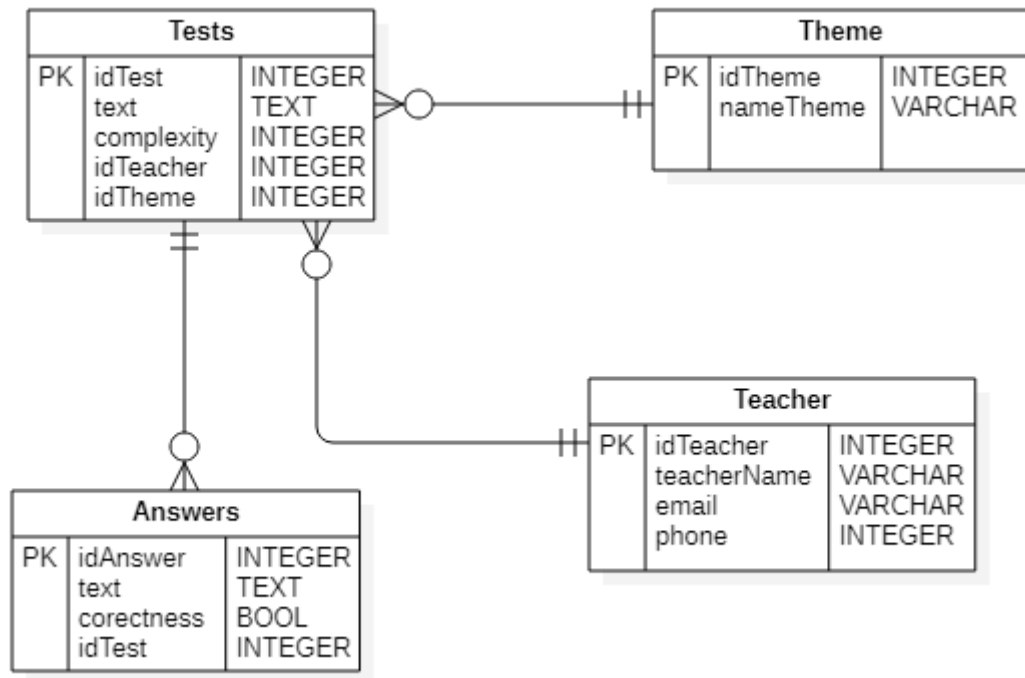 Tests
PK idTest INTEGER
text TEXT
complexity INTEGER
idTeacher INTEGER
idTheme INTEGER
Theme
PK idTheme INTEGER
nameTheme VARCHAR
Teacher
PK idTeacher INTEGER
teacherName VARCHAR
email VARCHAR
phone INTEGER
Answers
PK idAnswer INTEGER
text TEXT
corectness BOOL
idTest INTEGER